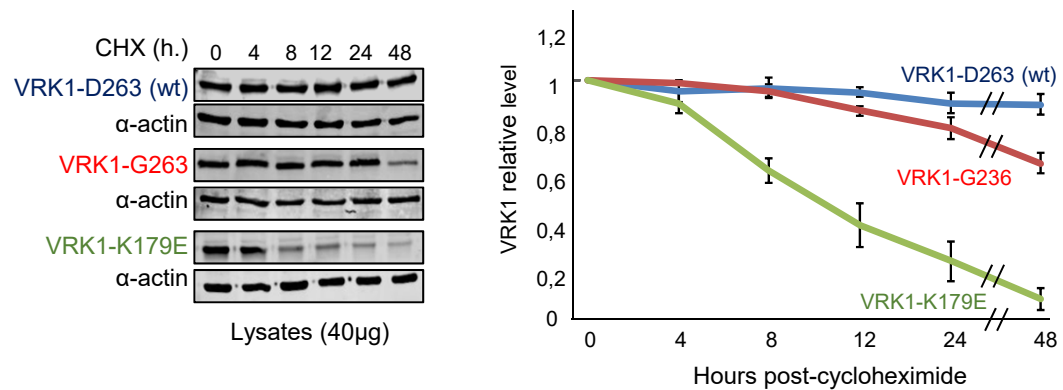 CHX (h.) 0 4 8 12 24 48
VRK1-D263 (wt)
α-actin
VRK1-G263
α-actin
VRK1-K179E
α-actin
Lysates (40µg)
VRK1 relative level
1,2
1
0,8
0,6
0,4
0,2
0
VRK1-D263 (wt)
VRK1-G236
VRK1-K179E
0 4 8 12 24 48
Hours post-cycloheximide